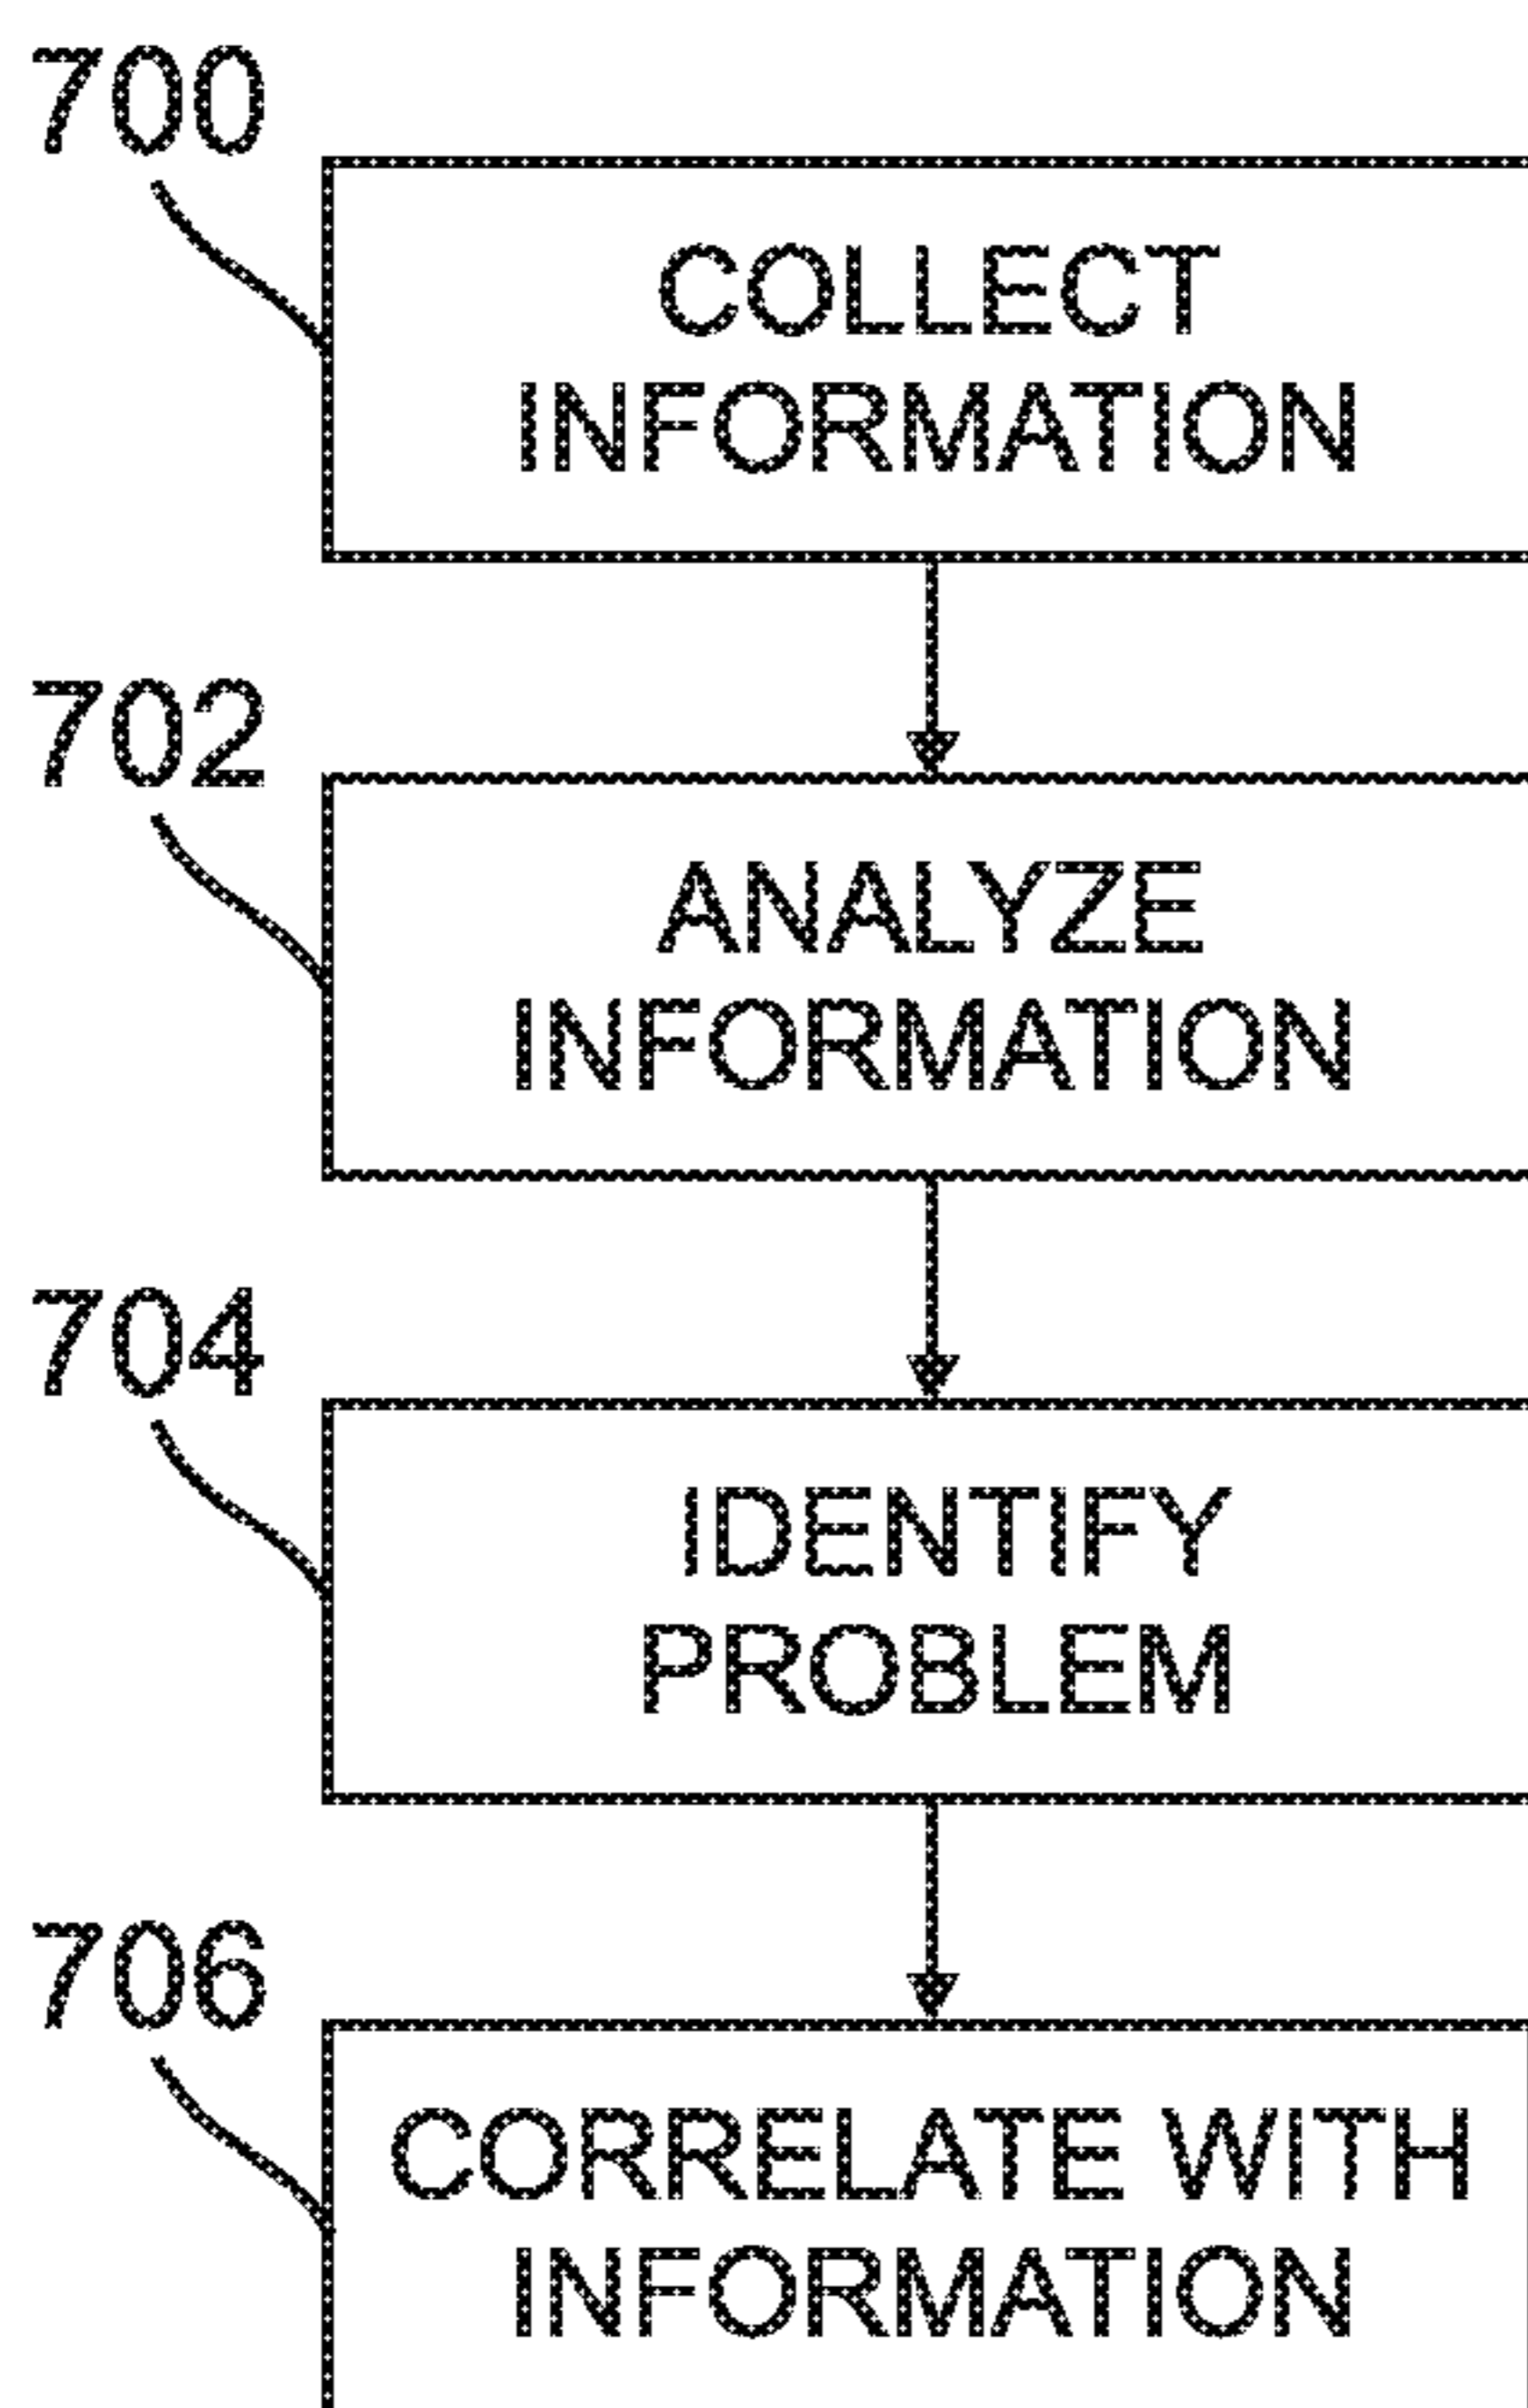 700
COLLECT
INFORMATION
702
ANALYZE
INFORMATION
704
IDENTIFY
PROBLEM
706
CORRELATE WITH
INFORMATION